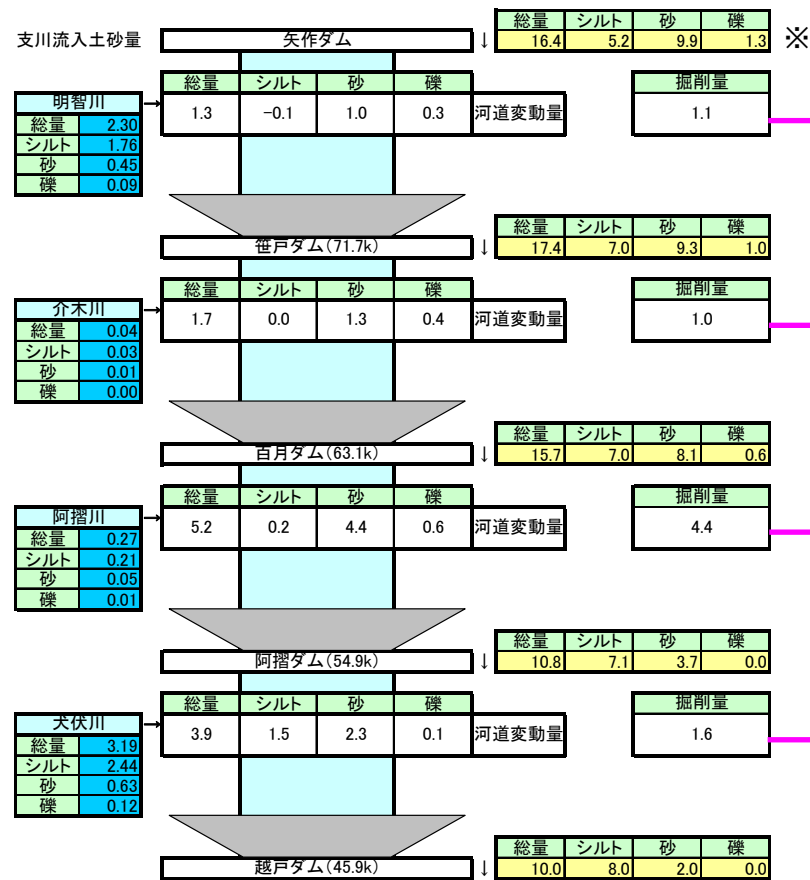 総量 シルト 砂 礫
支川流入土砂量 矢作ダム ↓ 16.4 5.2 9.9 1.3 ※
総量 シルト 砂 礫 掘削量
明智川 → 1.3 −0.1 1.0 0.3 河道変動量 1.1
総量 2.30
シルト 1.76
砂 0.45
礫 0.09
総量 シルト 砂 礫
笹戸ダム(71.7k) ↓ 17.4 7.0 9.3 1.0
総量 シルト 砂 礫 掘削量
介木川 → 1.7 0.0 1.3 0.4 河道変動量 1.0
総量 0.04
シルト 0.03
砂 0.01
礫 0.00
総量 シルト 砂 礫
百月ダム(63.1k) ↓ 15.7 7.0 8.1 0.6
総量 シルト 砂 礫 掘削量
阿摺川 → 5.2 0.2 4.4 0.6 河道変動量 4.4
総量 0.27
シルト 0.21
砂 0.05
礫 0.01
総量 シルト 砂 礫
阿摺ダム(54.9k) ↓ 10.8 7.1 3.7 0.0
総量 シルト 砂 礫 掘削量
犬伏川 → 3.9 1.5 2.3 0.1 河道変動量 1.6
総量 3.19
シルト 2.44
砂 0.63
礫 0.12
総量 シルト 砂 礫
越戸ダム(45.9k) ↓ 10.0 8.0 2.0 0.0